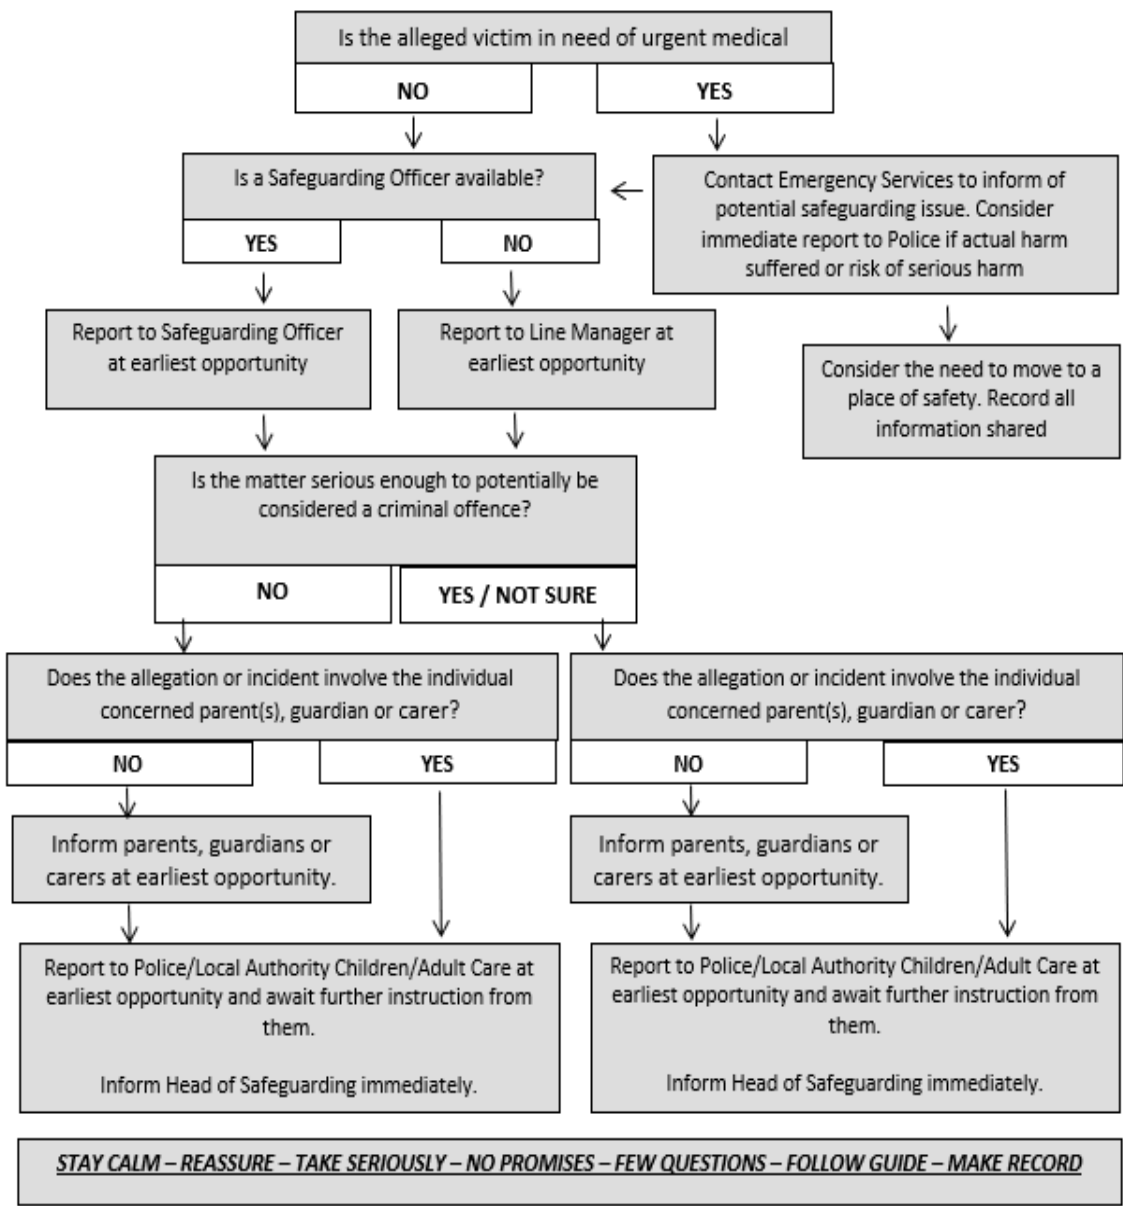 Is the alleged victim in need of urgent medical
NO
YES
Is a Safeguarding Officer available?
YES
NO
Contact Emergency Services to inform of
potential safeguarding issue. Consider
immediate report to Police if actual harm
suffered or risk of serious harm
Report to Safeguarding Officer
at earliest opportunity
Report to Line Manager at
earliest opportunity
Consider the need to move to a
place of safety. Record all
information shared
Is the matter serious enough to potentially be
considered a criminal offence?
NO
YES / NOT SURE
Does the allegation or incident involve the individual
concerned parent(s), guardian or carer?
NO
YES
Does the allegation or incident involve the individual
concerned parent(s), guardian or carer?
NO
YES
Inform parents, guardians or
carers at earliest opportunity.
Inform parents, guardians or
carers at earliest opportunity.
Report to Police/Local Authority Children/Adult Care at
earliest opportunity and await further instruction from
them.
Inform Head of Safeguarding immediately.
Report to Police/Local Authority Children/Adult Care at
earliest opportunity and await further instruction from
them.
Inform Head of Safeguarding immediately.
STAY CALM – REASSURE – TAKE SERIOUSLY – NO PROMISES – FEW QUESTIONS – FOLLOW GUIDE – MAKE RECORD